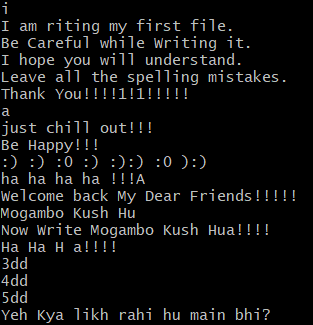 i
I am riting my first file.
Be Careful while Writing it.
I hope you will understand.
Leave all the spelling mistakes.
Thank You!!!!1!1!!!!!
a
just chill out!!!
Be Happy!!!
:) :) :0 :) :):) :0 ):)
ha ha ha ha !!!A
Welcome back My Dear Friends!!!!!
Mogambo Kush Hu
Now Write Mogambo Kush Hua!!!!
Ha Ha H a!!!!
3dd
4dd
5dd
Yeh Kya likh rahi hu main bhi?